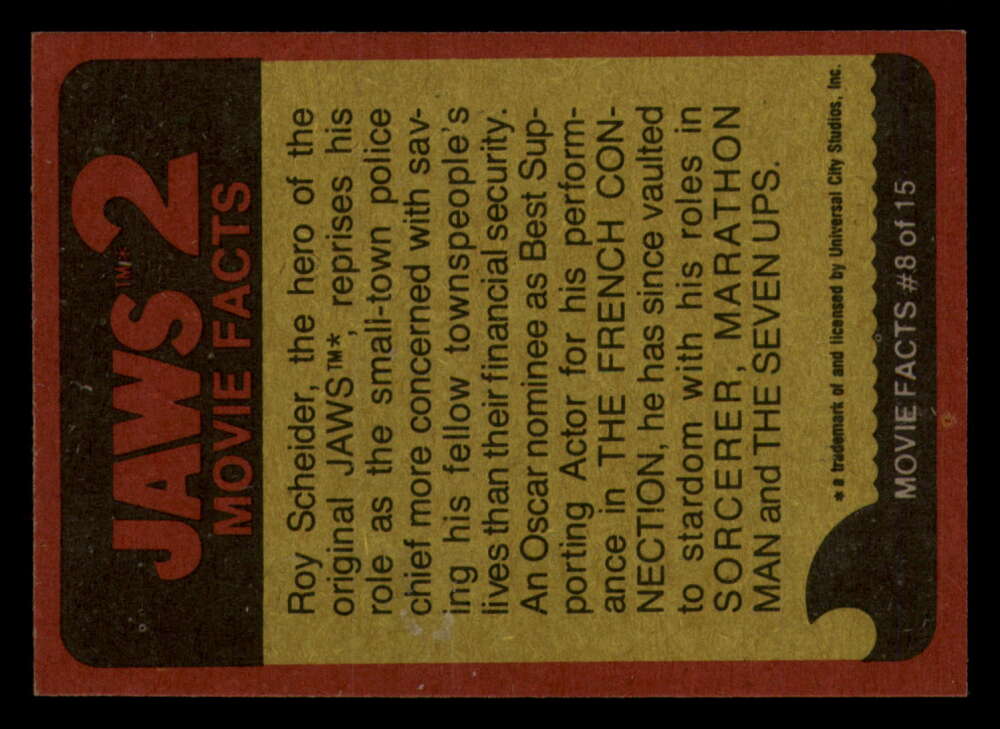 JAWS™ 2
MOVIE FACTS
Roy Scheider, the hero of the
original JAWS™*, reprises his
role as the small-town police
chief more concerned with sav-
ing his fellow townspeople's
lives than their financial security.
An Oscar nominee as Best Sup-
porting Actor for his perform-
ance in THE FRENCH CON-
NECTION, he has since vaulted
to stardom with his roles in
SORCERER, MARATHON
MAN and THE SEVEN UPS.
*a trademark of and licensed by Universal City Studios, Inc.
MOVIE FACTS #8 of 15